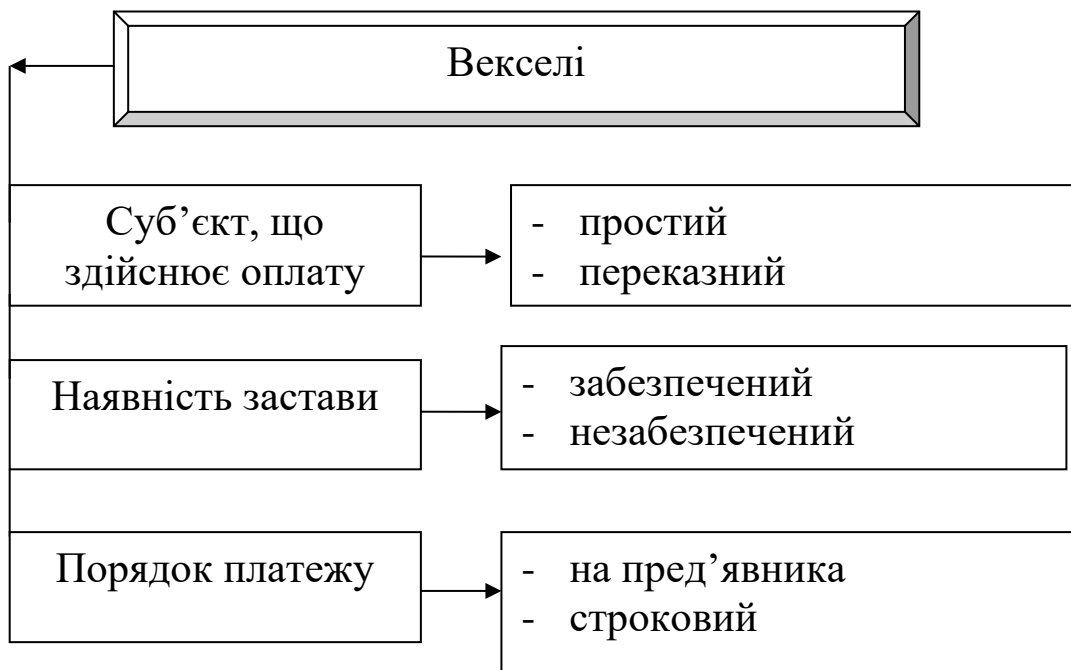 Векселі
Суб’єкт, що
здійснює оплату
- простий
- переказний
Наявність застави
- забезпечений
- незабезпечений
Порядок платежу
- на пред’явника
- строковий